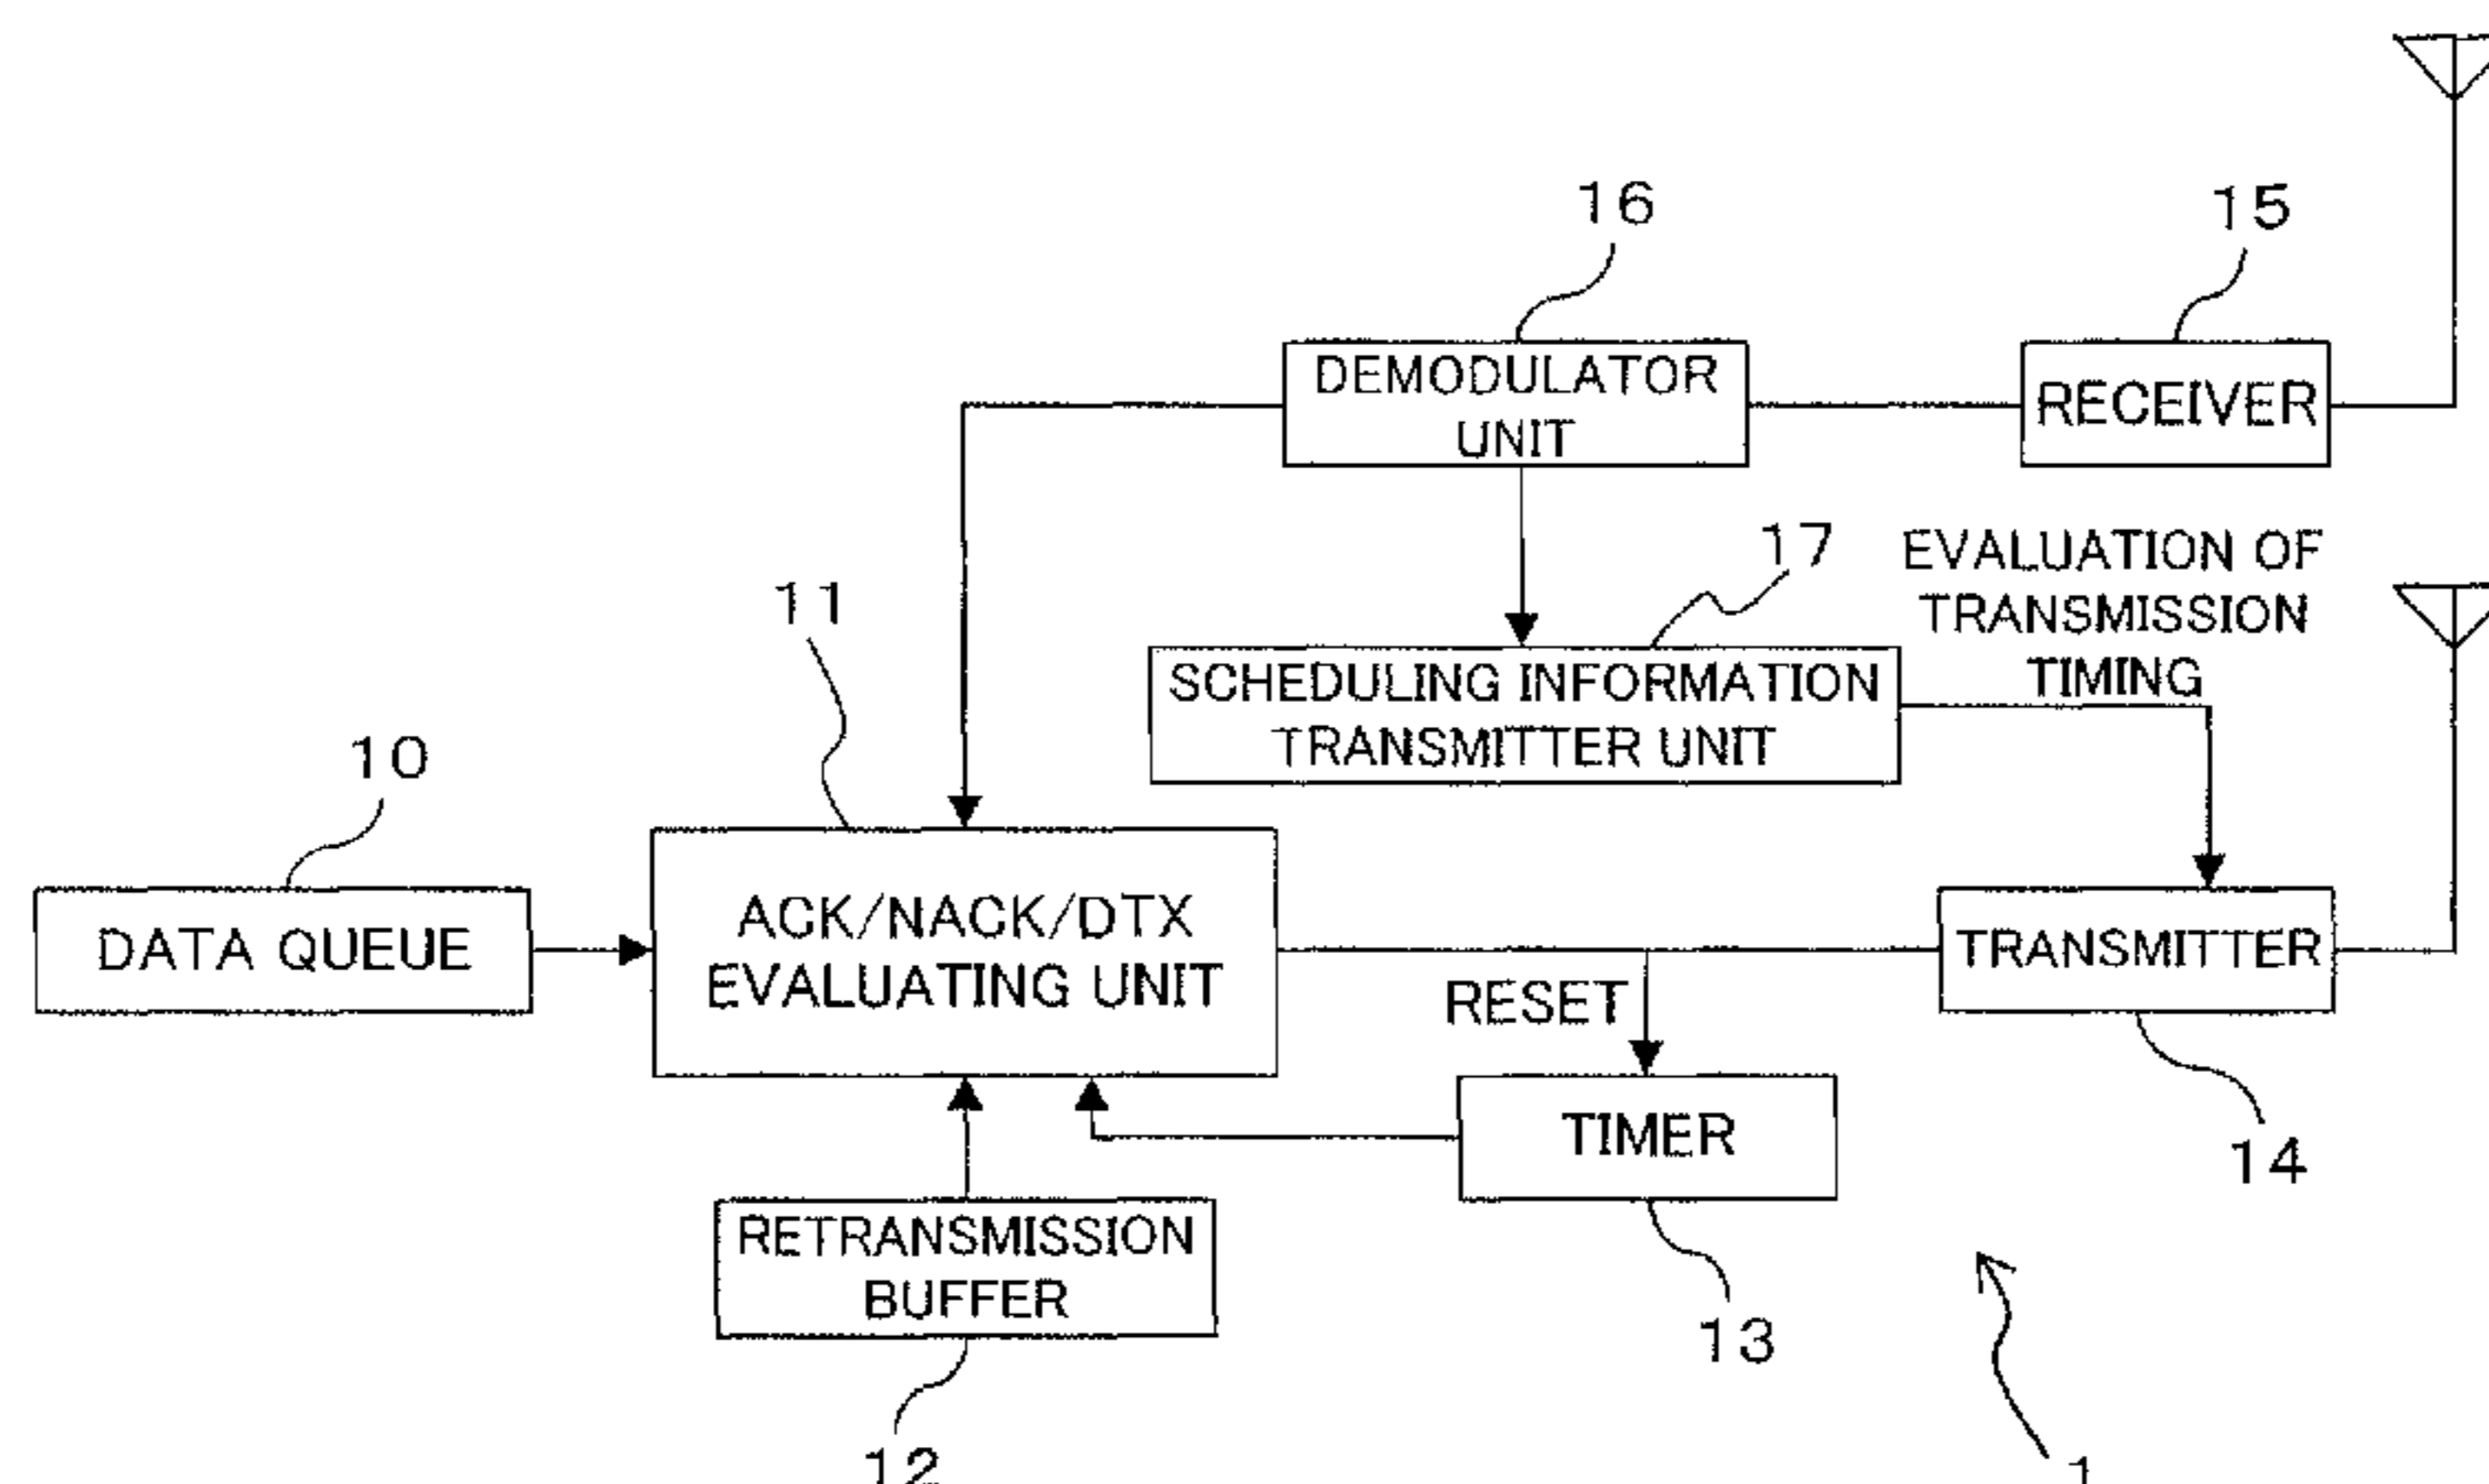 16
15
DEMODULATOR
UNIT
RECEIVER
17
EVALUATION OF
TRANSMISSION
TIMING
11
SCHEDULING INFORMATION
TRANSMITTER UNIT
10
DATA QUEUE
ACK/NACK/DTX
EVALUATING UNIT
TRANSMITTER
RESET
TIMER
14
RETRANSMISSION
BUFFER
13
12
1